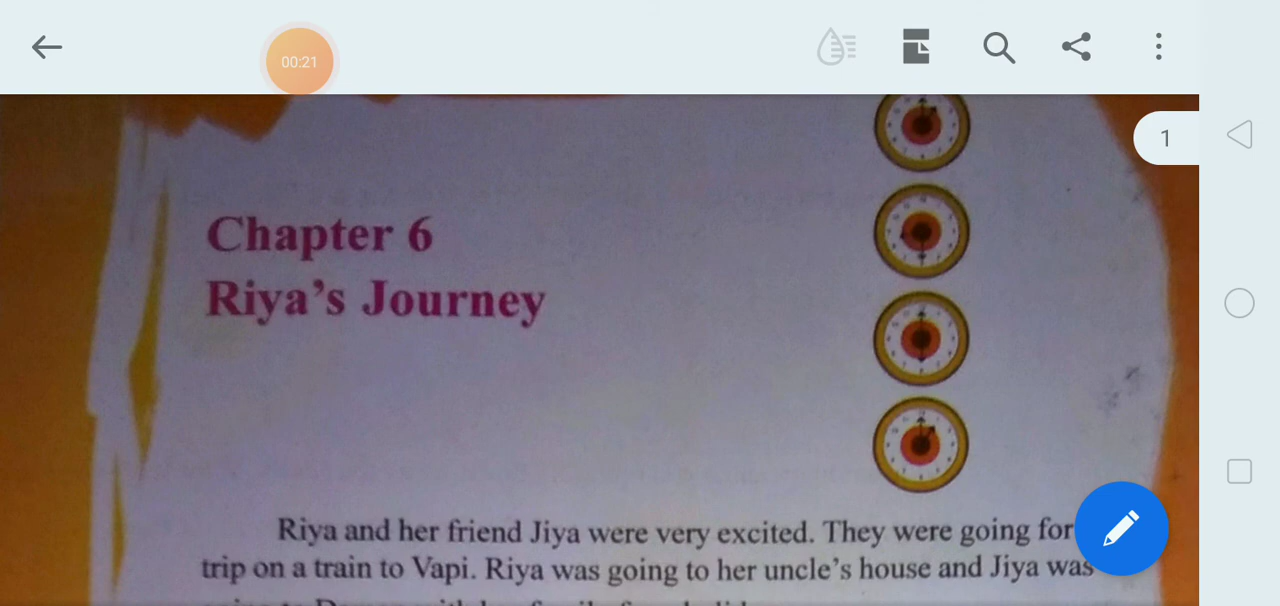 00:21
1
Chapter 6
Riya's Journey
Riya and her friend Jiya were very excited. They were going for
trip on a train to Vapi. Riya was going to her uncle's house and Jiya was